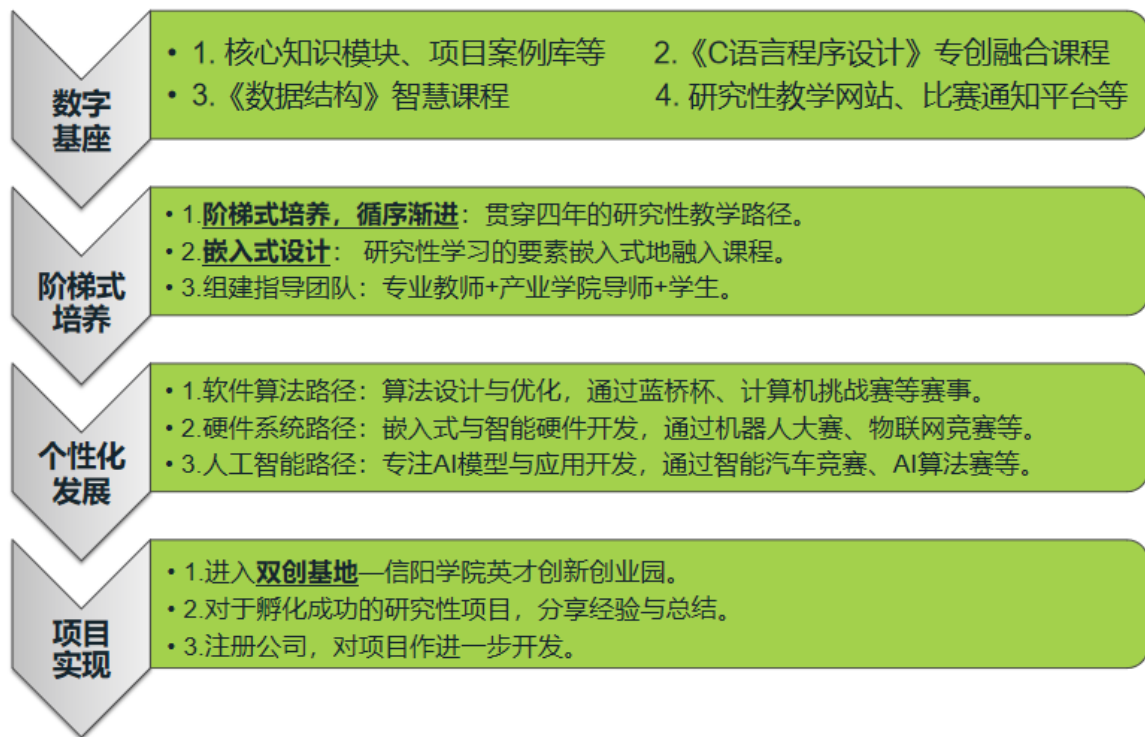 数字
基座
• 1. 核心知识模块、项目案例库等 2.《C语言程序设计》专创融合课程
• 3.《数据结构》智慧课程 4. 研究性教学网站、比赛通知平台等
阶梯式
培养
• 1.阶梯式培养，循序渐进：贯穿四年的研究性教学路径。
• 2.嵌入式设计： 研究性学习的要素嵌入式地融入课程。
• 3.组建指导团队：专业教师+产业学院导师+学生。
个性化
发展
• 1.软件算法路径：算法设计与优化，通过蓝桥杯、计算机挑战赛等赛事。
• 2.硬件系统路径：嵌入式与智能硬件开发，通过机器人大赛、物联网竞赛等。
• 3.人工智能路径：专注AI模型与应用开发，通过智能汽车竞赛、AI算法赛等。
项目
实现
• 1.进入双创基地—信阳学院英才创新创业园。
• 2.对于孵化成功的研究性项目，分享经验与总结。
• 3.注册公司，对项目作进一步开发。